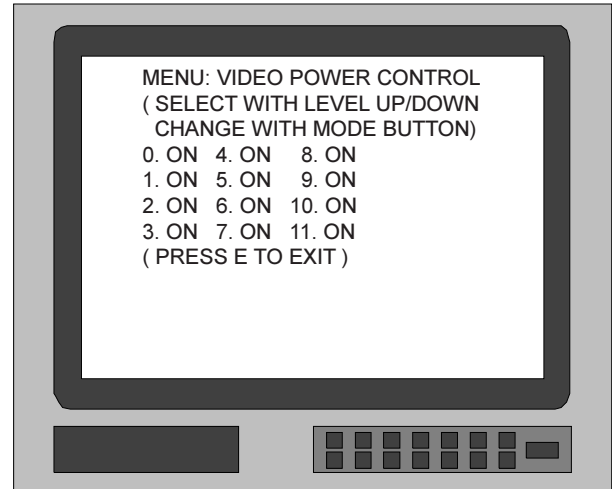 MENU: VIDEO POWER CONTROL
( SELECT WITH LEVEL UP/DOWN
CHANGE WITH MODE BUTTON)
0. ON 4. ON 8. ON
1. ON 5. ON 9. ON
2. ON 6. ON 10. ON
3. ON 7. ON 11. ON
( PRESS E TO EXIT )